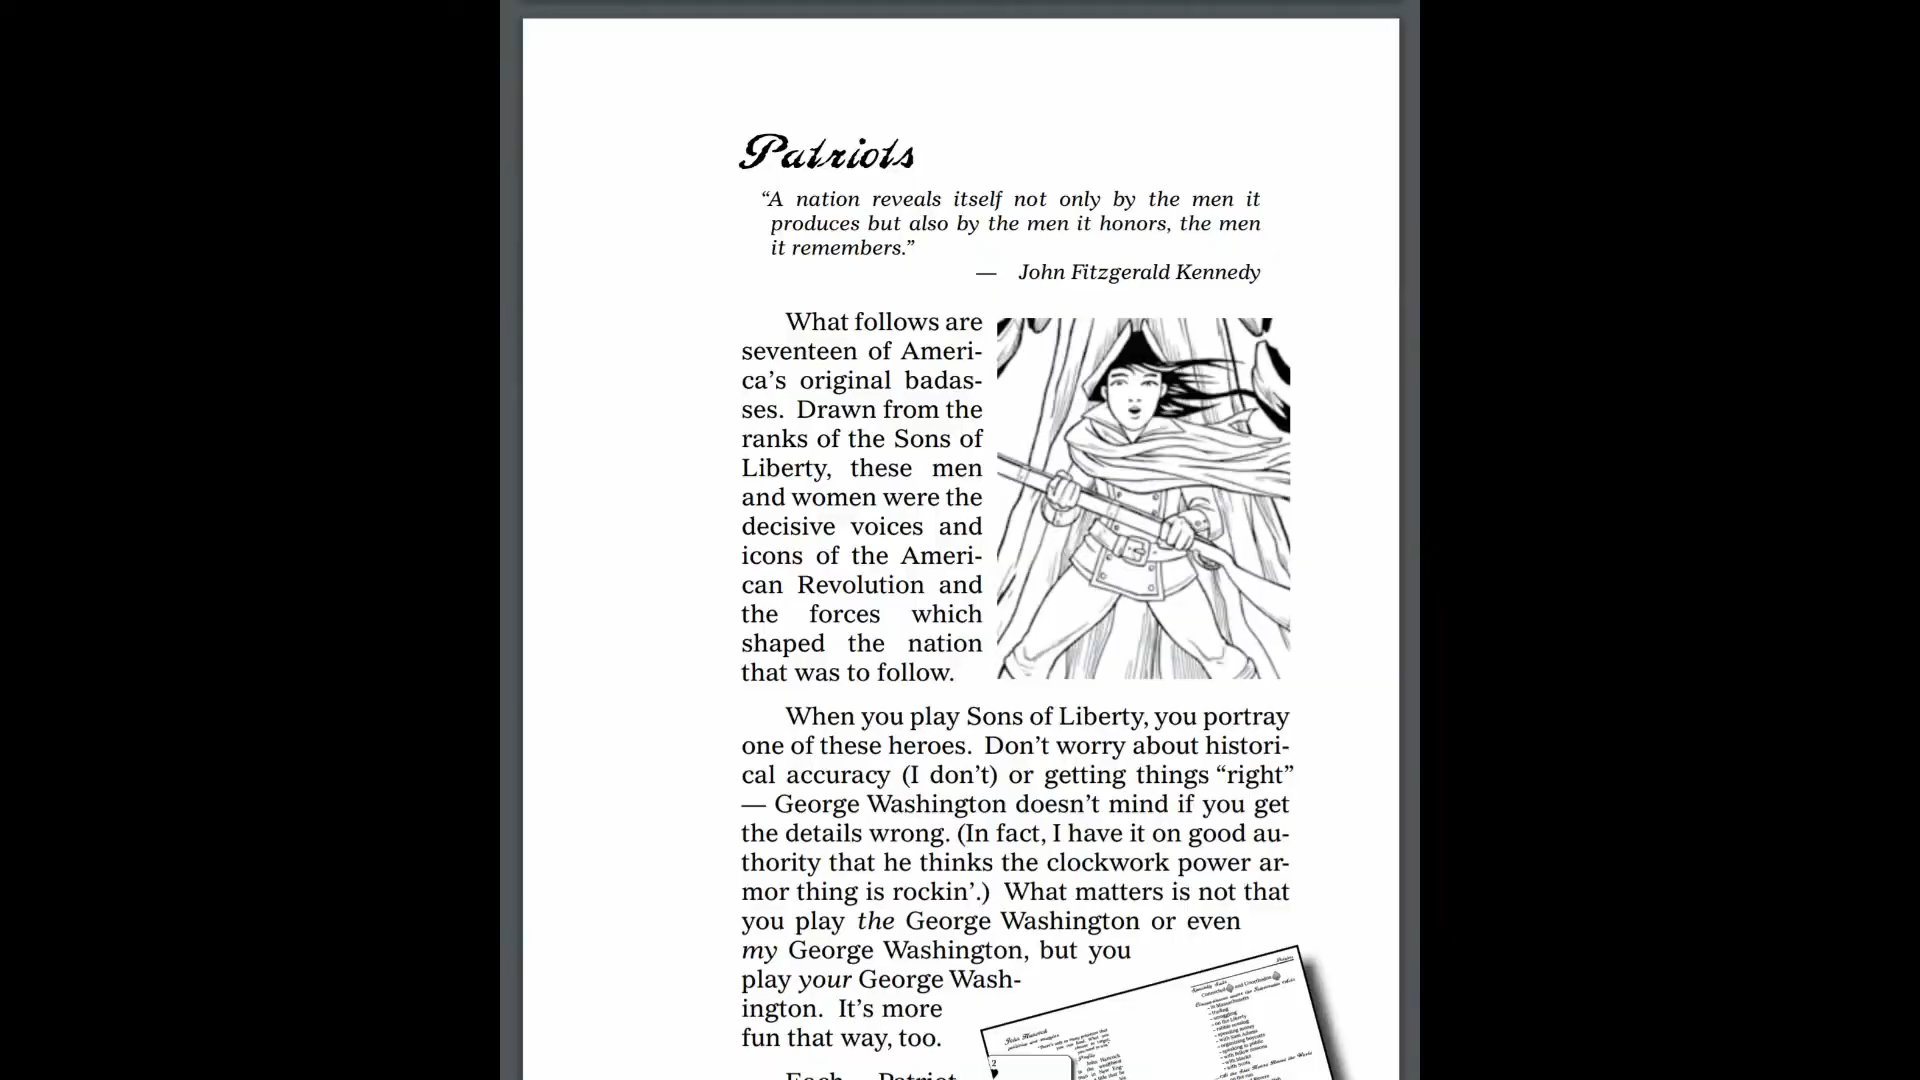 Patriots
“A nation reveals itself not only by the men it
produces but also by the men it honors, the men
it remembers.”
— John Fitzgerald Kennedy
What follows are
seventeen of Ameri-
ca’s original badas-
ses. Drawn from the
ranks of the Sons of
Liberty, these men
and women were the
decisive voices and
icons of the Ameri-
can Revolution and
the forces which
shaped the nation
that was to follow.
When you play Sons of Liberty, you portray
one of these heroes. Don’t worry about histori-
cal accuracy (I don’t) or getting things “right”
— George Washington doesn’t mind if you get
the details wrong. (In fact, I have it on good au-
thority that he thinks the clockwork power ar-
mor thing is rockin’.) What matters is not that
you play the George Washington or even
my George Washington, but you
play your George Wash-
ington. It’s more
fun that way, too.
Each Patriot
John Hancock